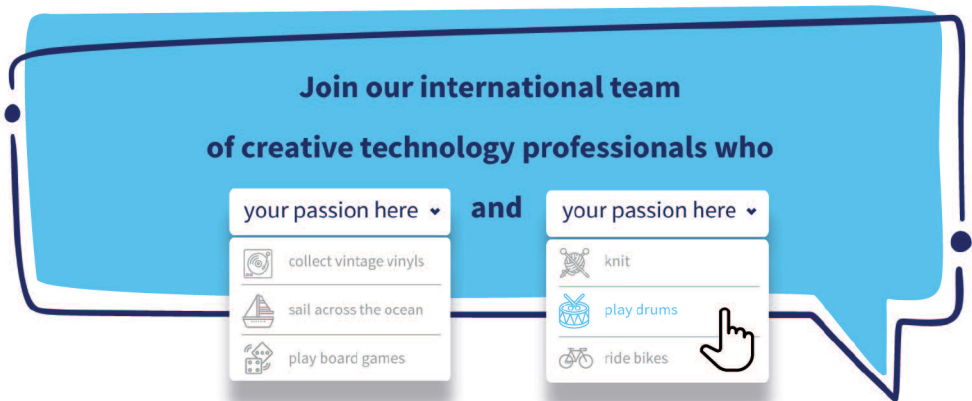 Join our international team
of creative technology professionals who
your passion here and your passion here
collect vintage vinyls
sail across the ocean
play board games
knit
play drums
ride bikes